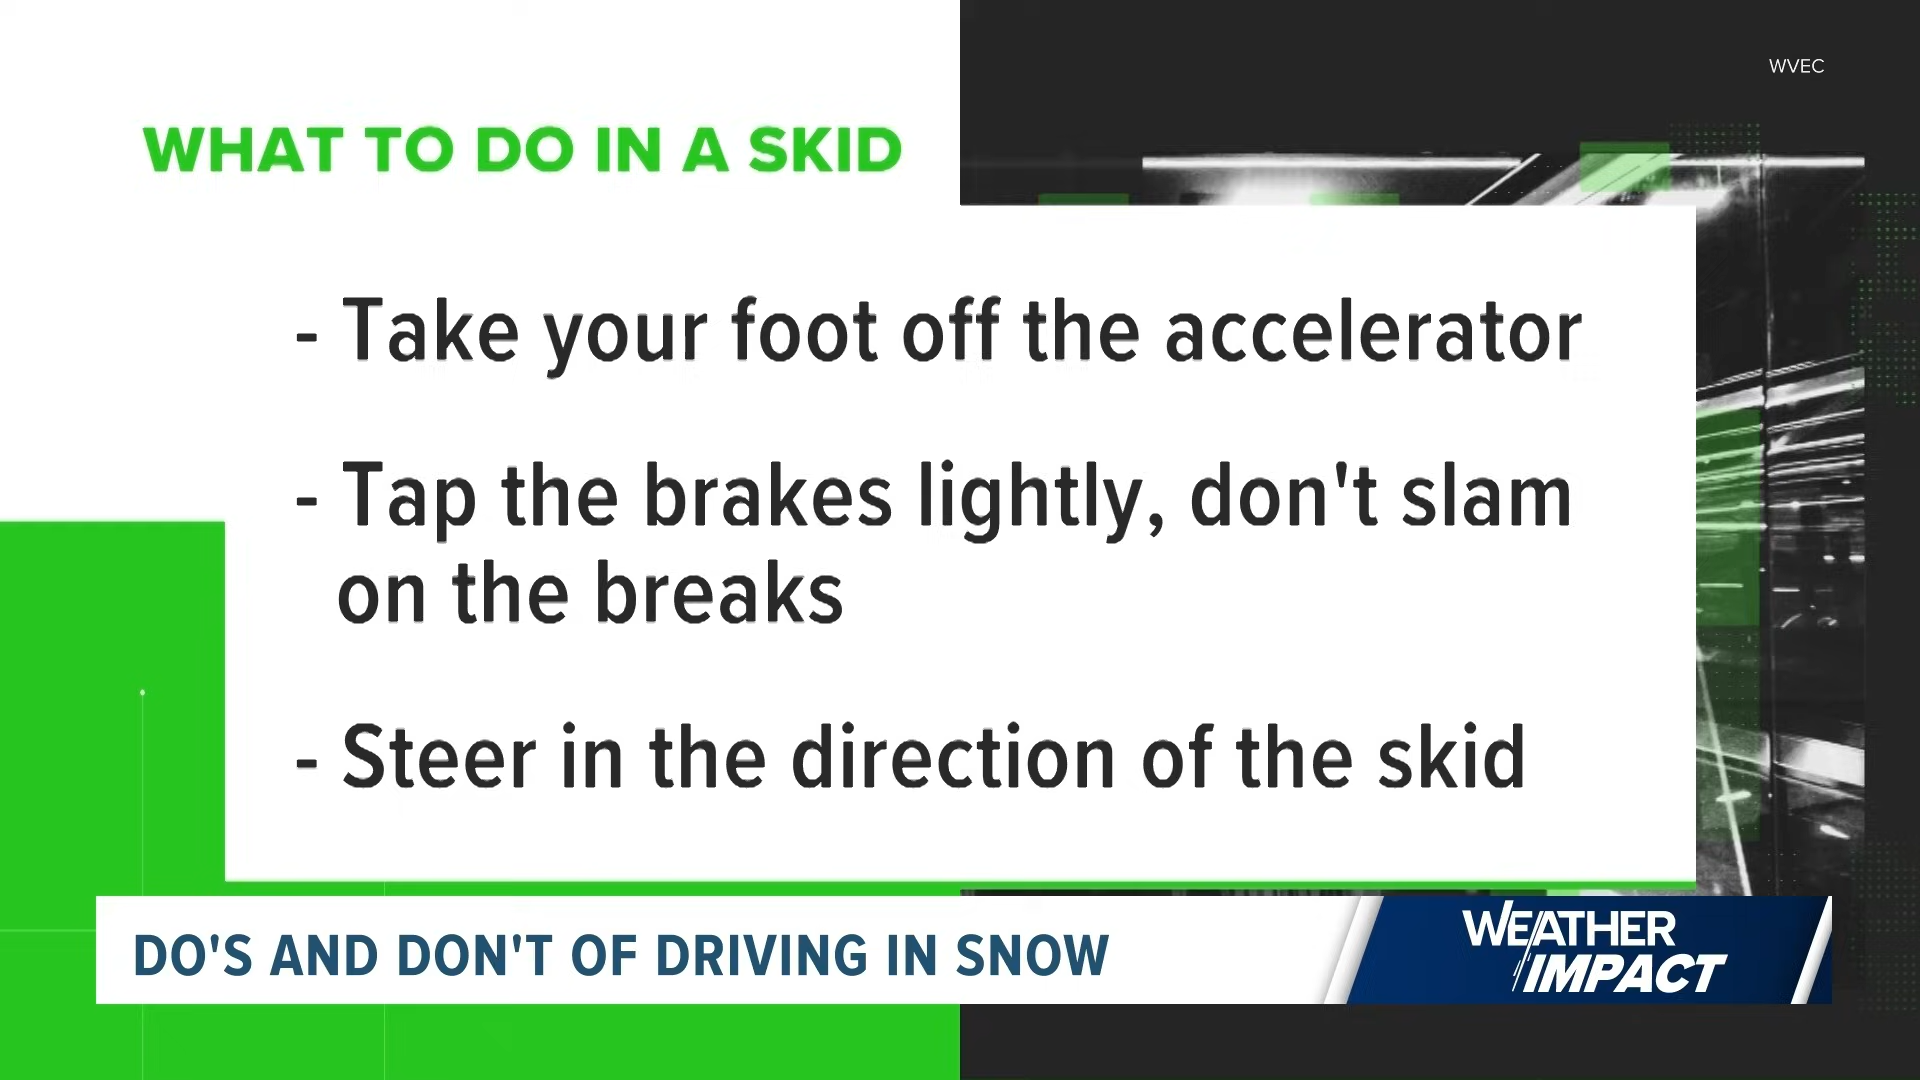 WVEC
WHAT TO DO IN A SKID
- Take your foot off the accelerator
- Tap the brakes lightly, don't slam
on the breaks
- Steer in the direction of the skid
DO'S AND DON'T OF DRIVING IN SNOW
WEATHER
IMPACT